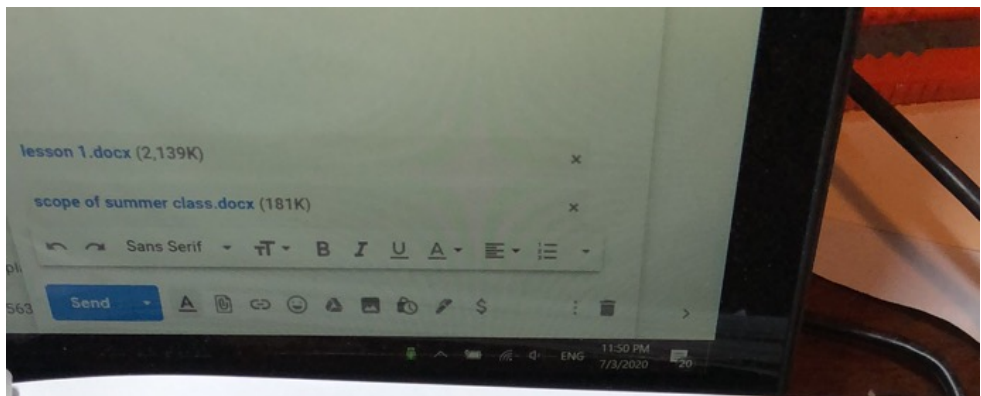 lesson 1.docx (2,139K)
scope of summer class.docx (181K)
Sans Serif
B I U A
563
Send A $
ENG
11:50 PM
7/3/2020
20